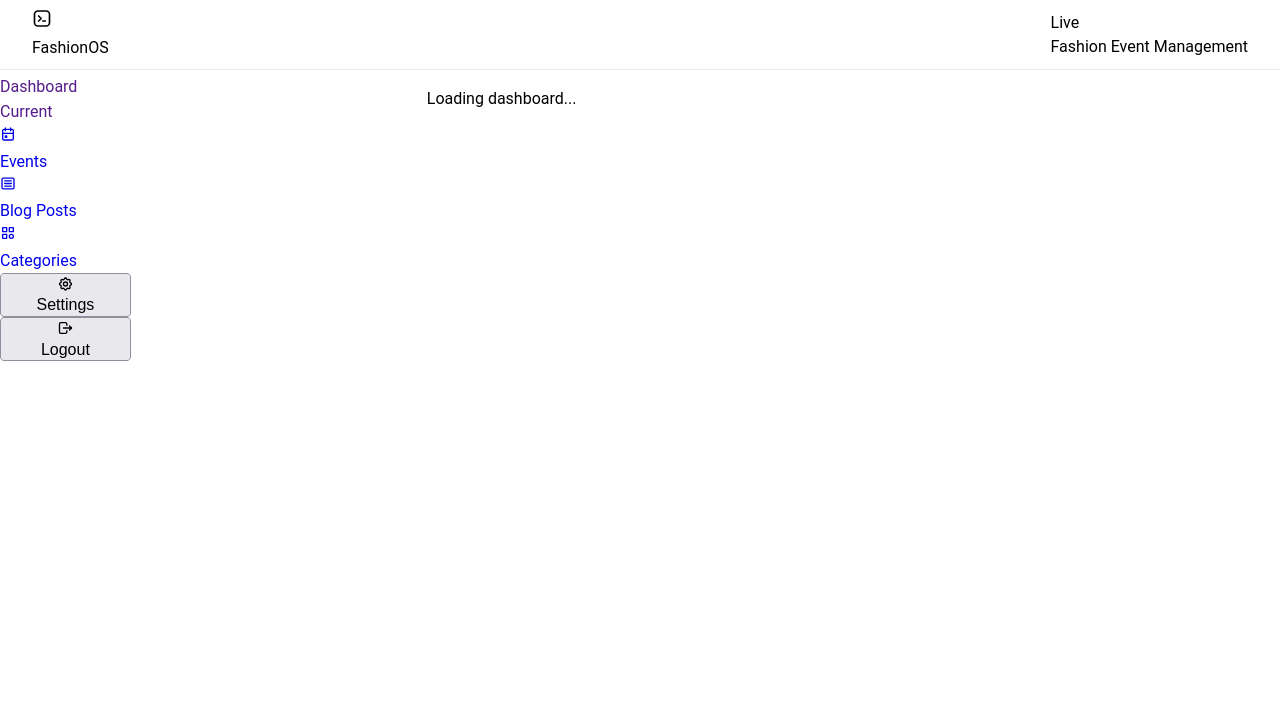 FashionOS
Live
Fashion Event Management
Dashboard
Current
Events
Blog Posts
Categories
Settings
Logout
Loading dashboard...